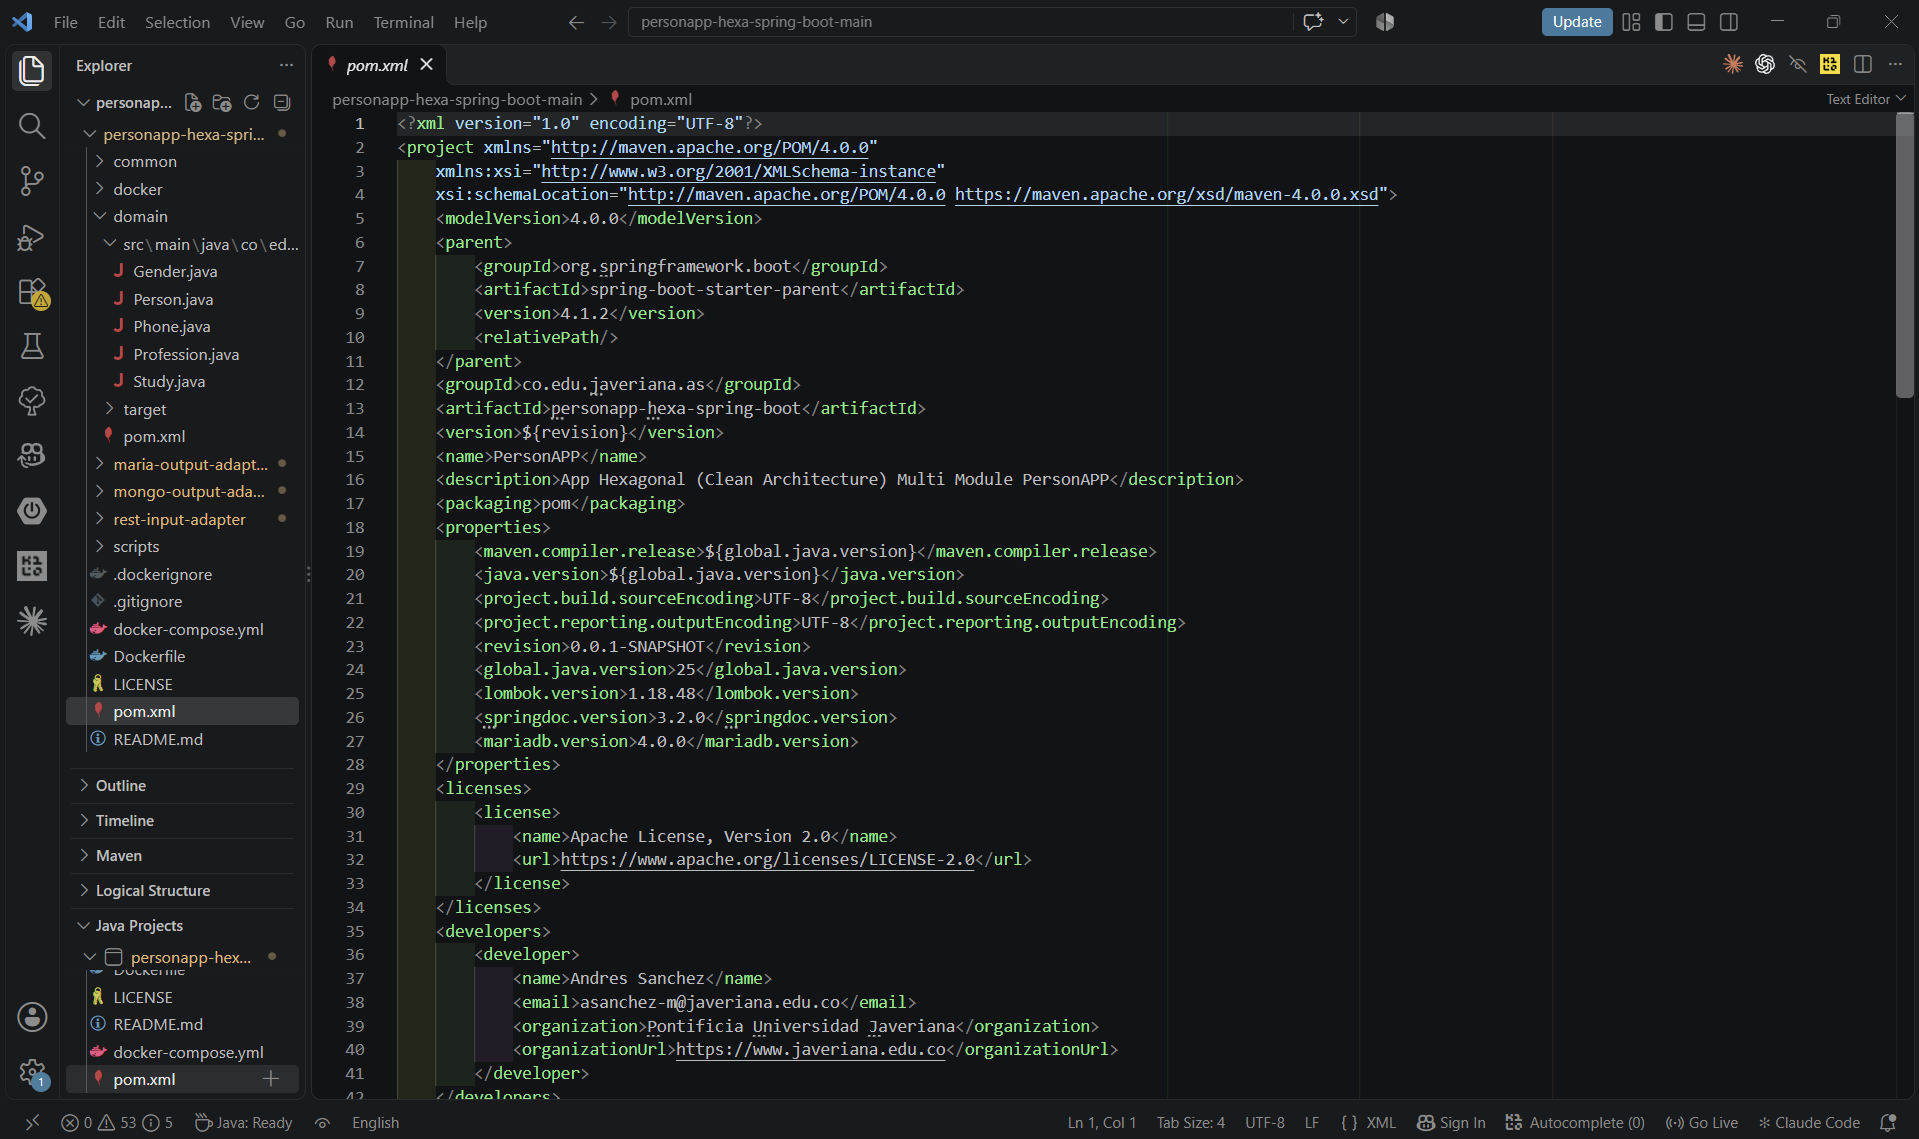 File Edit Selection View Go Run Terminal Help
personapp-hexa-spring-boot-main
Update
Explorer
personap...
personapp-hexa-spri...
common
docker
domain
src\main\java\co\ed...
Gender.java
Person.java
Phone.java
Profession.java
Study.java
target
pom.xml
maria-output-adapt...
mongo-output-ada...
rest-input-adapter
scripts
.dockerignore
.gitignore
docker-compose.yml
Dockerfile
LICENSE
pom.xml
README.md
Outline
Timeline
Maven
Logical Structure
Java Projects
personapp-hex...
Dockerfile
LICENSE
README.md
docker-compose.yml
pom.xml
pom.xml
personapp-hexa-spring-boot-main > pom.xml
Text Editor
1 <?xml version="1.0" encoding="UTF-8"?>
2 <project xmlns="http://maven.apache.org/POM/4.0.0"
3 xmlns:xsi="http://www.w3.org/2001/XMLSchema-instance"
4 xsi:schemaLocation="http://maven.apache.org/POM/4.0.0 https://maven.apache.org/xsd/maven-4.0.0.xsd">
5 <modelVersion>4.0.0</modelVersion>
6 <parent>
7 <groupId>org.springframework.boot</groupId>
8 <artifactId>spring-boot-starter-parent</artifactId>
9 <version>4.1.2</version>
10 <relativePath/>
11 </parent>
12 <groupId>co.edu.javeriana.as</groupId>
13 <artifactId>personapp-hexa-spring-boot</artifactId>
14 <version>${revision}</version>
15 <name>PersonAPP</name>
16 <description>App Hexagonal (Clean Architecture) Multi Module PersonAPP</description>
17 <packaging>pom</packaging>
18 <properties>
19 <maven.compiler.release>${global.java.version}</maven.compiler.release>
20 <java.version>${global.java.version}</java.version>
21 <project.build.sourceEncoding>UTF-8</project.build.sourceEncoding>
22 <project.reporting.outputEncoding>UTF-8</project.reporting.outputEncoding>
23 <revision>0.0.1-SNAPSHOT</revision>
24 <global.java.version>25</global.java.version>
25 <lombok.version>1.18.48</lombok.version>
26 <springdoc.version>3.2.0</springdoc.version>
27 <mariadb.version>4.0.0</mariadb.version>
28 </properties>
29 <licenses>
30 <license>
31 <name>Apache License, Version 2.0</name>
32 <url>https://www.apache.org/licenses/LICENSE-2.0</url>
33 </license>
34 </licenses>
35 <developers>
36 <developer>
37 <name>Andres Sanchez</name>
38 <email>asanchez-m@javeriana.edu.co</email>
39 <organization>Pontificia Universidad Javeriana</organization>
40 <organizationUrl>https://www.javeriana.edu.co</organizationUrl>
41 </developer>
42 </developers>
1
0 53 5 Java: Ready English Ln 1, Col 1 Tab Size: 4 UTF-8 LF { } XML Sign In Autocomplete (0) Go Live Claude Code